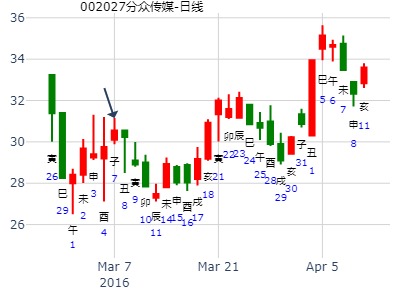 002027分众传媒-日线
36
34
32
30
28
26
寅
26
巳
29
午
1
未
2
申
3
酉
4
子
7
丑
8
寅
9
卯
10
辰
11
未
14
申
15
酉
16
戌
17
亥
18
寅
21
卯
22
辰
23
巳
24
午
25
酉
28
戌
29
亥
30
子
31
丑
1
巳
5
午
6
未
7
申
8
亥
11
Mar 7
2016
Mar 21
Apr 5